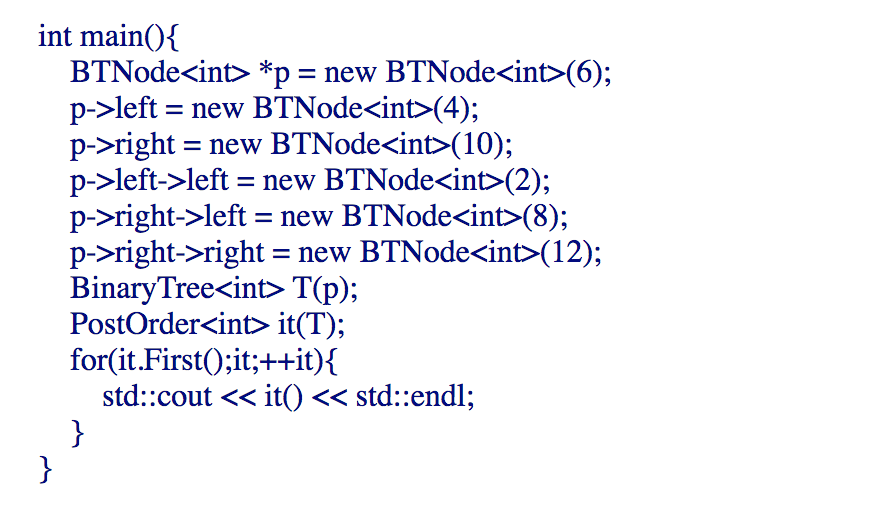 int main(){
BTNode<int> *p = new BTNode<int>(6);
p->left = new BTNode<int>(4);
p->right = new BTNode<int>(10);
p->left->left = new BTNode<int>(2);
p->right->left = new BTNode<int>(8);
p->right->right = new BTNode<int>(12);
BinaryTree<int> T(p);
PostOrder<int> it(T);
for(it.First();it;++it){
std::cout << it() << std::endl;
}
}